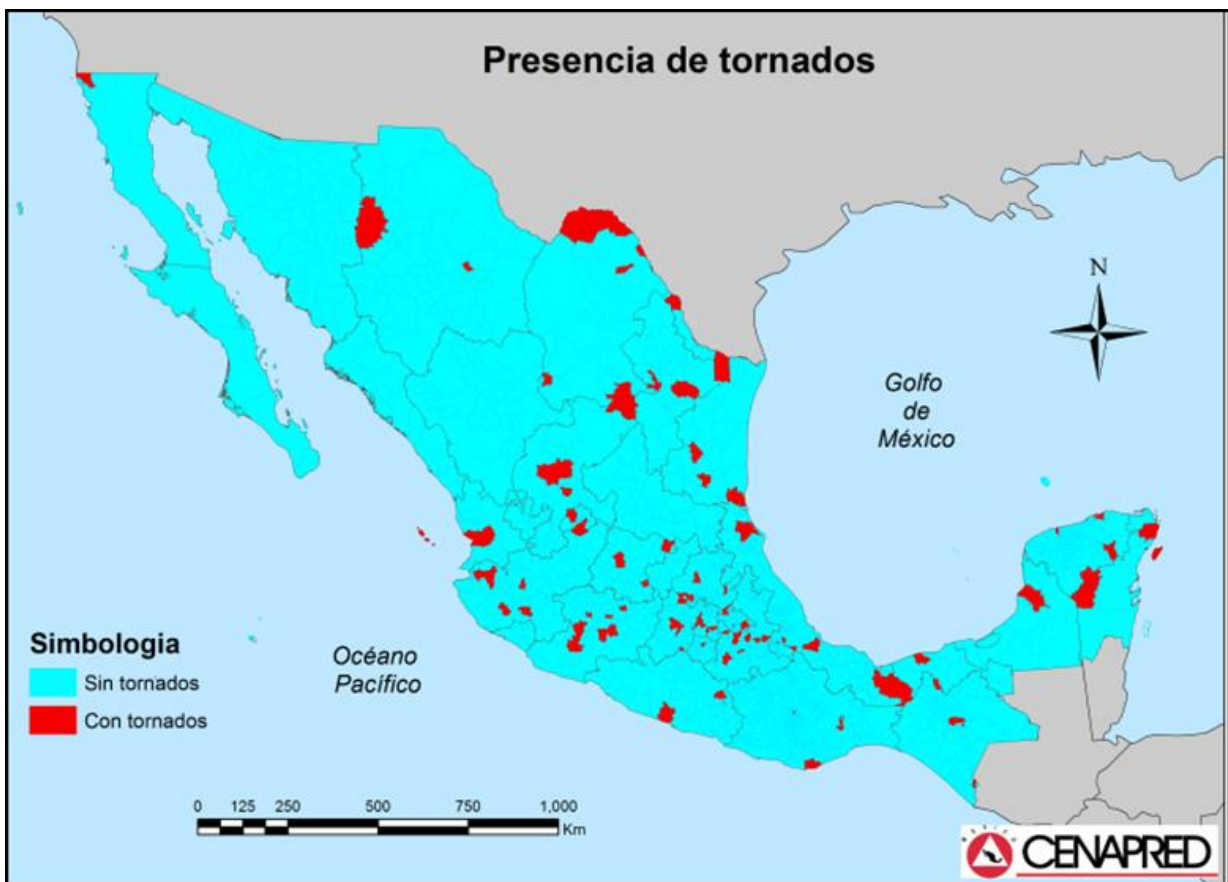 Presencia de tornados
N
Golfo
de
México
Océano
Pacífico
Simbologia
Sin tornados
Con tornados
0 125 250 500 750 1,000
Km
MÉXICO
CENAPRED